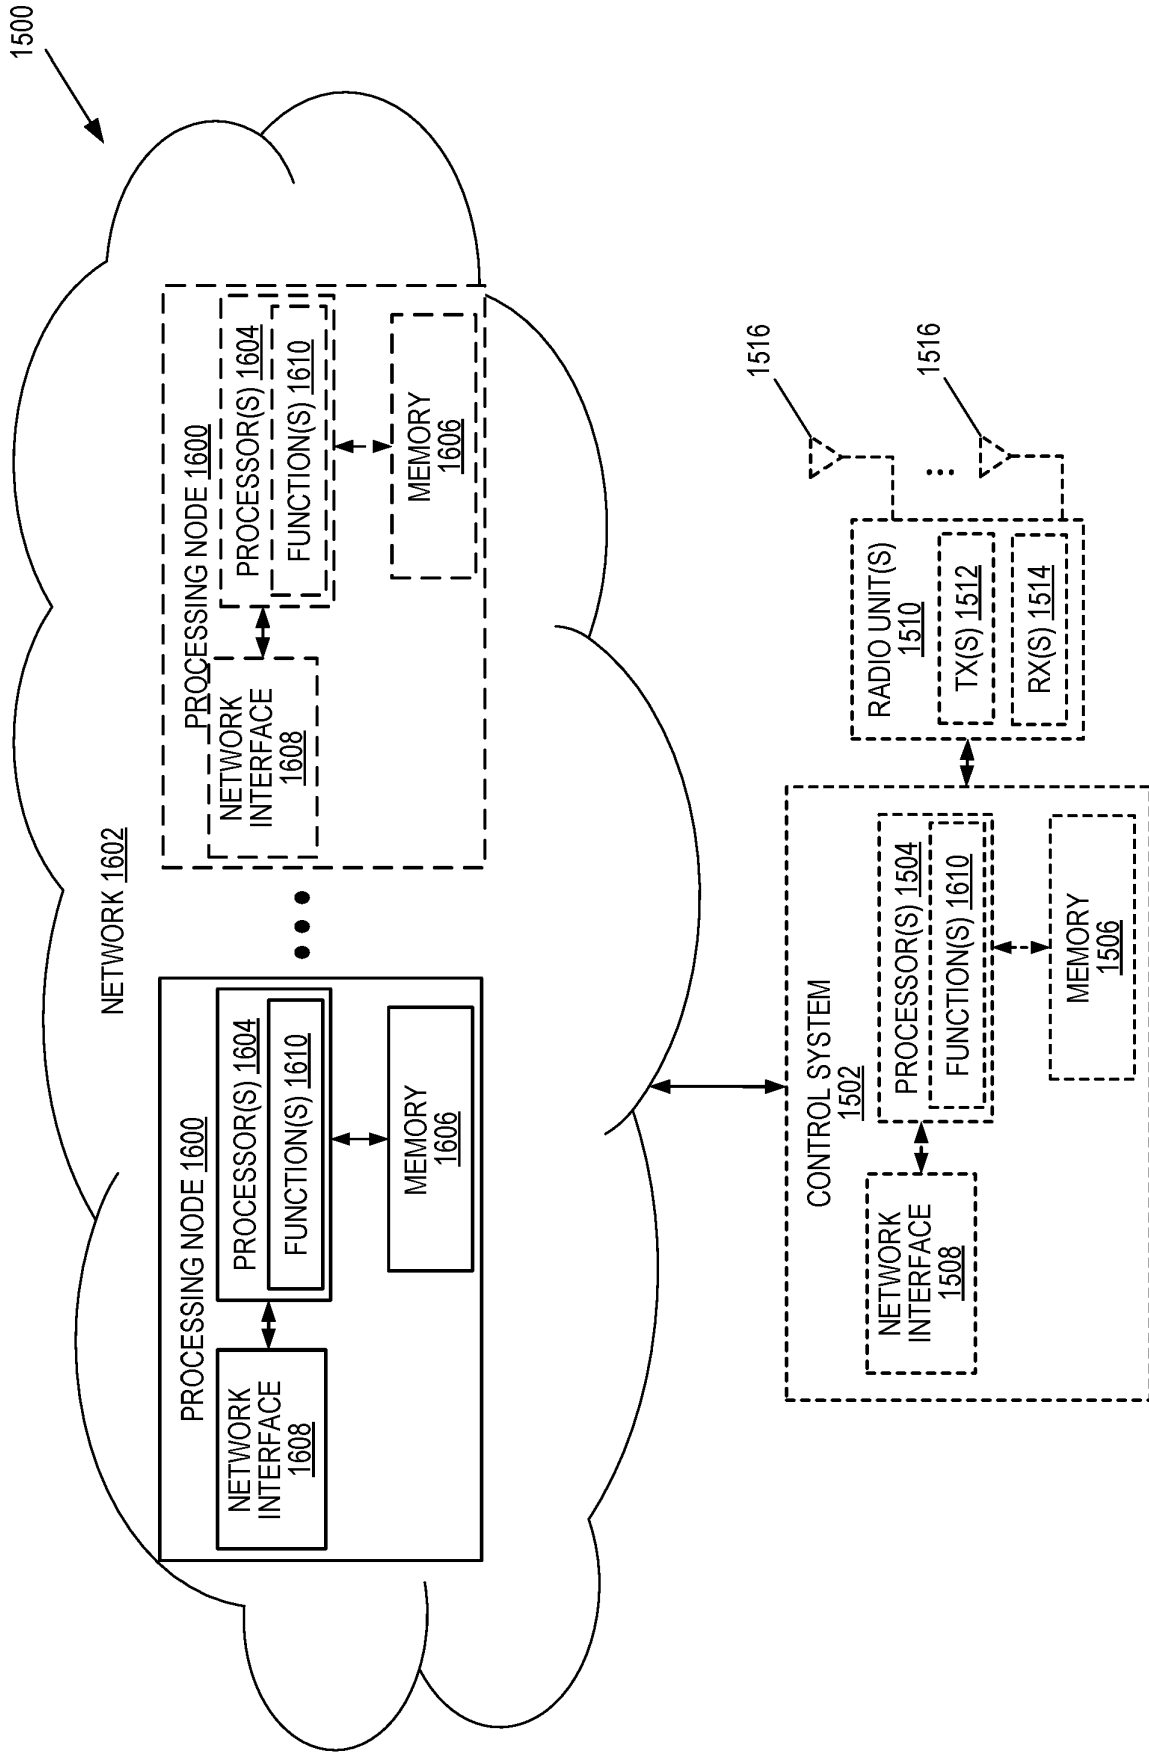 1500
NETWORK 1602
PROCESSING NODE 1600
NETWORK
INTERFACE
1608
PROCESSOR(S) 1604
FUNCTION(S) 1610
MEMORY
1606
•••
PROCESSING NODE 1600
NETWORK
INTERFACE
1608
PROCESSOR(S) 1604
FUNCTION(S) 1610
MEMORY
1606
CONTROL SYSTEM
1502
NETWORK
INTERFACE
1508
PROCESSOR(S) 1504
FUNCTION(S) 1610
MEMORY
1506
RADIO UNIT(S)
1510
TX(S) 1512
RX(S) 1514
1516
...
1516